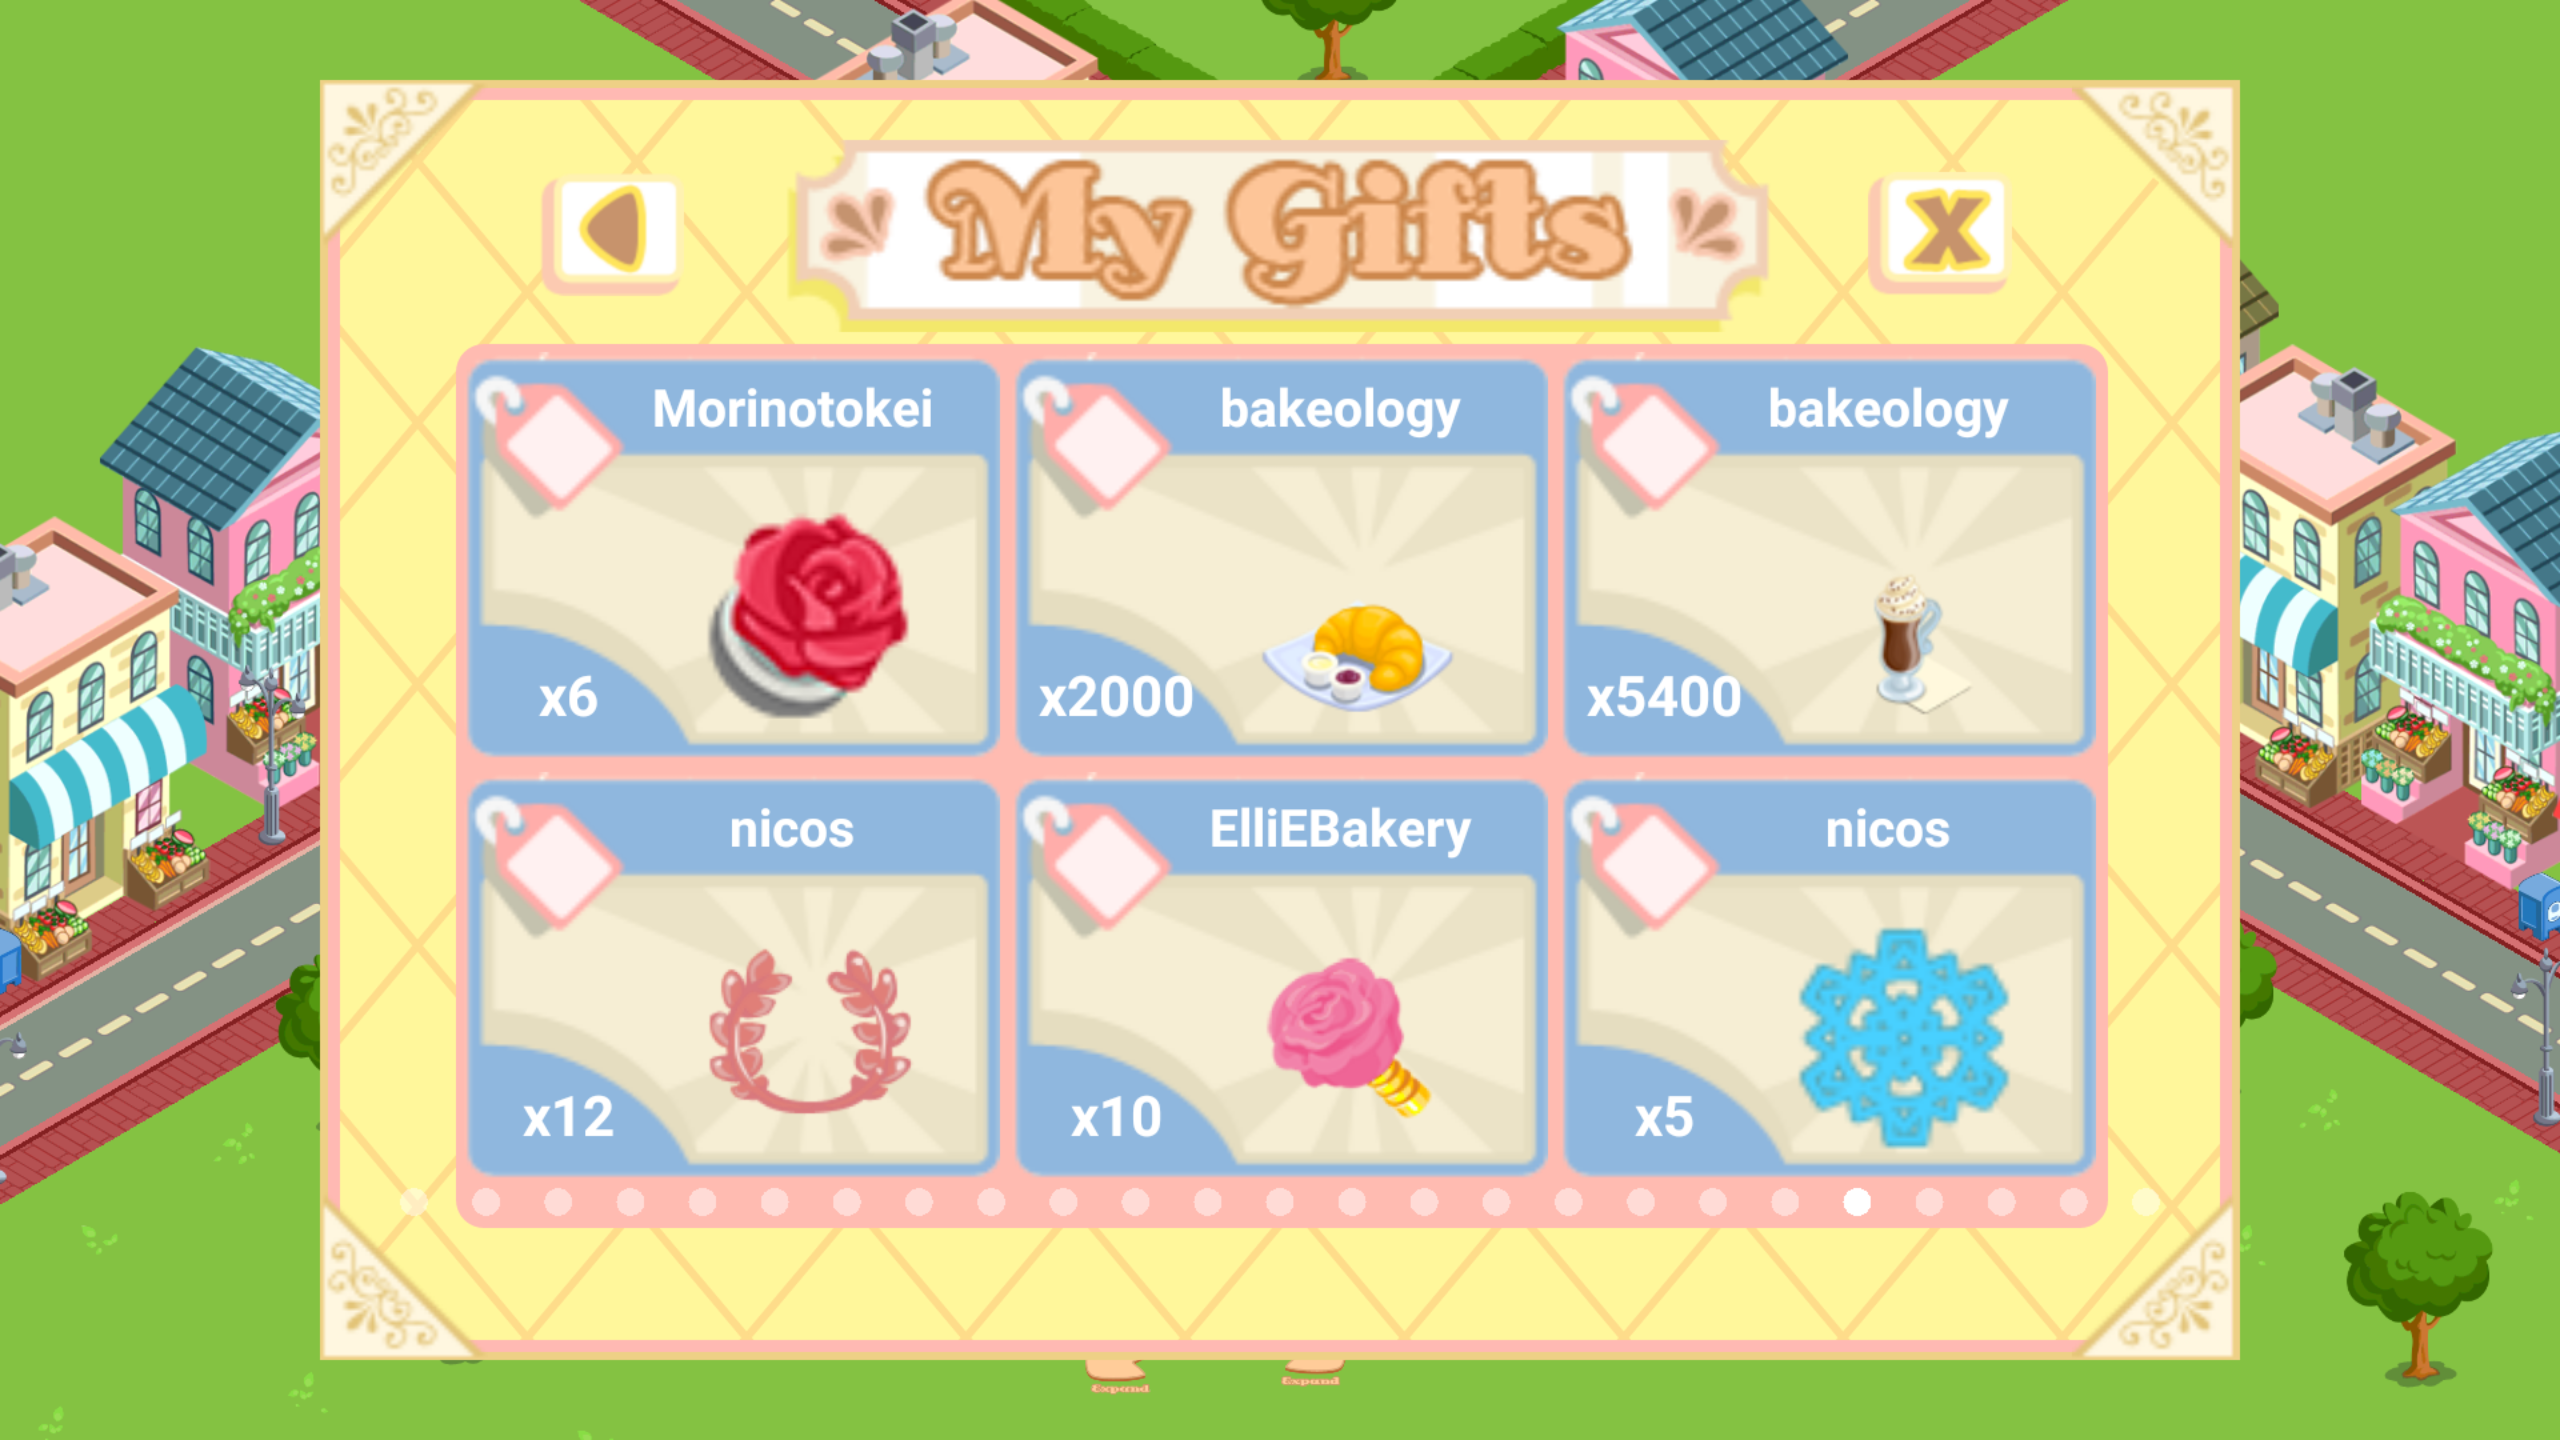 My Gifts
X
Morinotokei
x6
bakeology
x2000
bakeology
x5400
nicos
x12
ElliEBakery
x10
nicos
x5
Expand
Expand